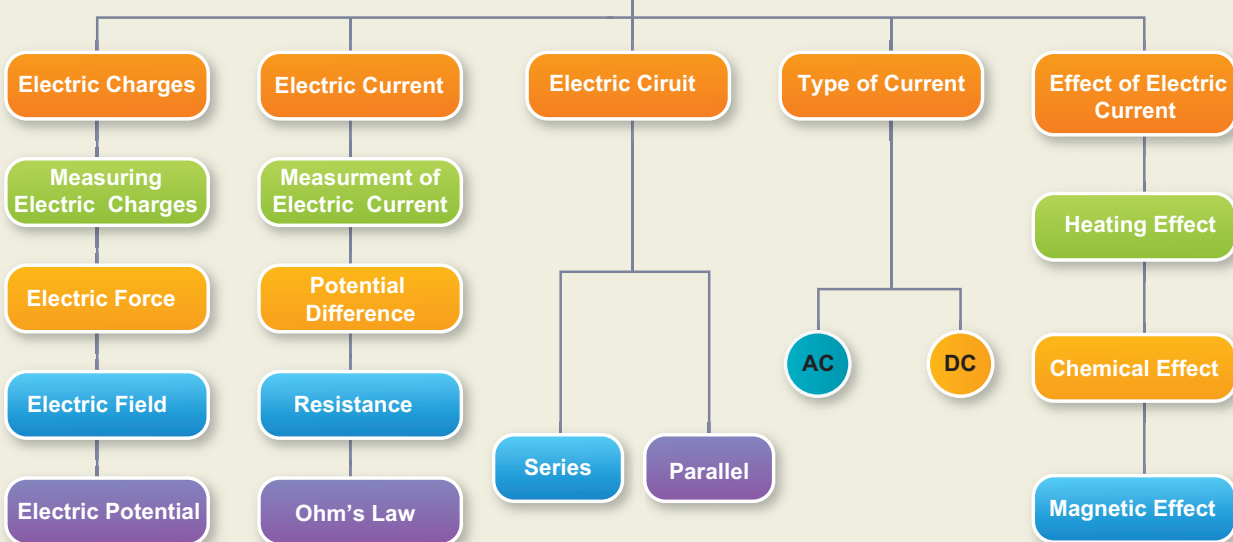 Electric Charges
Measuring
Electric Charges
Electric Force
Electric Field
Electric Potential
Electric Current
Measurment of
Electric Current
Potential
Difference
Resistance
Ohm's Law
Electric Ciruit
Series
Parallel
Type of Current
AC
DC
Effect of Electric
Current
Heating Effect
Chemical Effect
Magnetic Effect